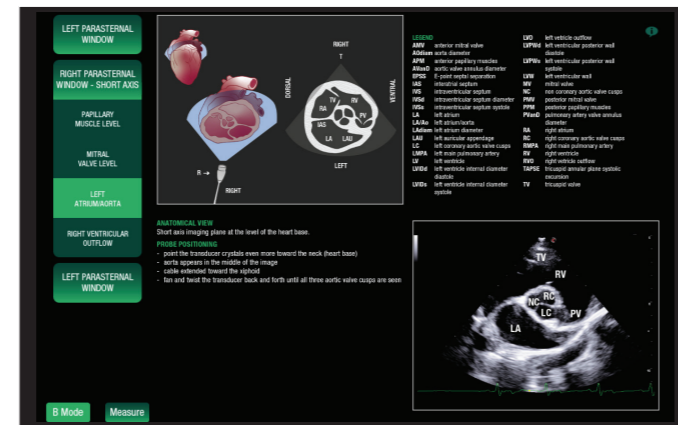 LEFT PARASTERNAL
WINDOW
RIGHT PARASTERNAL
WINDOW - SHORT AXIS
PAPILLARY
MUSCLE LEVEL
MITRAL
VALVE LEVEL
LEFT
ATRIUM/AORTA
RIGHT VENTRICULAR
OUTFLOW
LEFT PARASTERNAL
WINDOW
B Mode
Measure
R →
RIGHT
RIGHT
T
DORSAL
VENTRAL
TV
RV
RA
PV
IAS
LA
LAU
LEFT
ANATOMICAL VIEW
Short axis imaging plane at the level of the heart base.
PROBE POSITIONING
- point the transducer crystals even more toward the neck (heart base)
- aorta appears in the middle of the image
- cable extended toward the xiphoid
- fan and twist the transducer back and forth until all three aortic valve cusps are seen
LEGEND
AMV anterior mitral valve
AOdiam aorta diameter
APM anterior papillary muscles
AVanD aortic valve annulus diameter
EPSS E-point septal separation
IAS interatrial septum
IVS intraventricular septum
IVSd intraventricular septum diameter
IVSs intraventricular septum systole
LA left atrium
LA/Ao left atrium/aorta
LAdiam left atrium diameter
LAU left auricular appendage
LC left coronary aortic valve cusps
LMPA left main pulmonary artery
LV left ventricle
LVIDd left ventricle internal diameter
diastole
LVIDs left ventricle internal diameter
systole
LVO left vetricle outflow
LVPWd left ventricular posterior wall
diastole
LVPWs left ventricular posterior wall
systole
LVW left ventricular wall
MV mitral valve
NC non coronary aortic valve cusps
PMV posterior mitral valve
PPM posterior papillary muscles
PVanD pulmonary artery valve annulus
diameter
RA right atrium
RC right coronary aortic valve cusps
RMPA right main pulmonary artery
RV right ventricle
RVO right vetricle outflow
TAPSE tricuspid annular plane systolic
excursion
TV tricuspid valve
TV
RV
RC
NC
LC
PV
LA